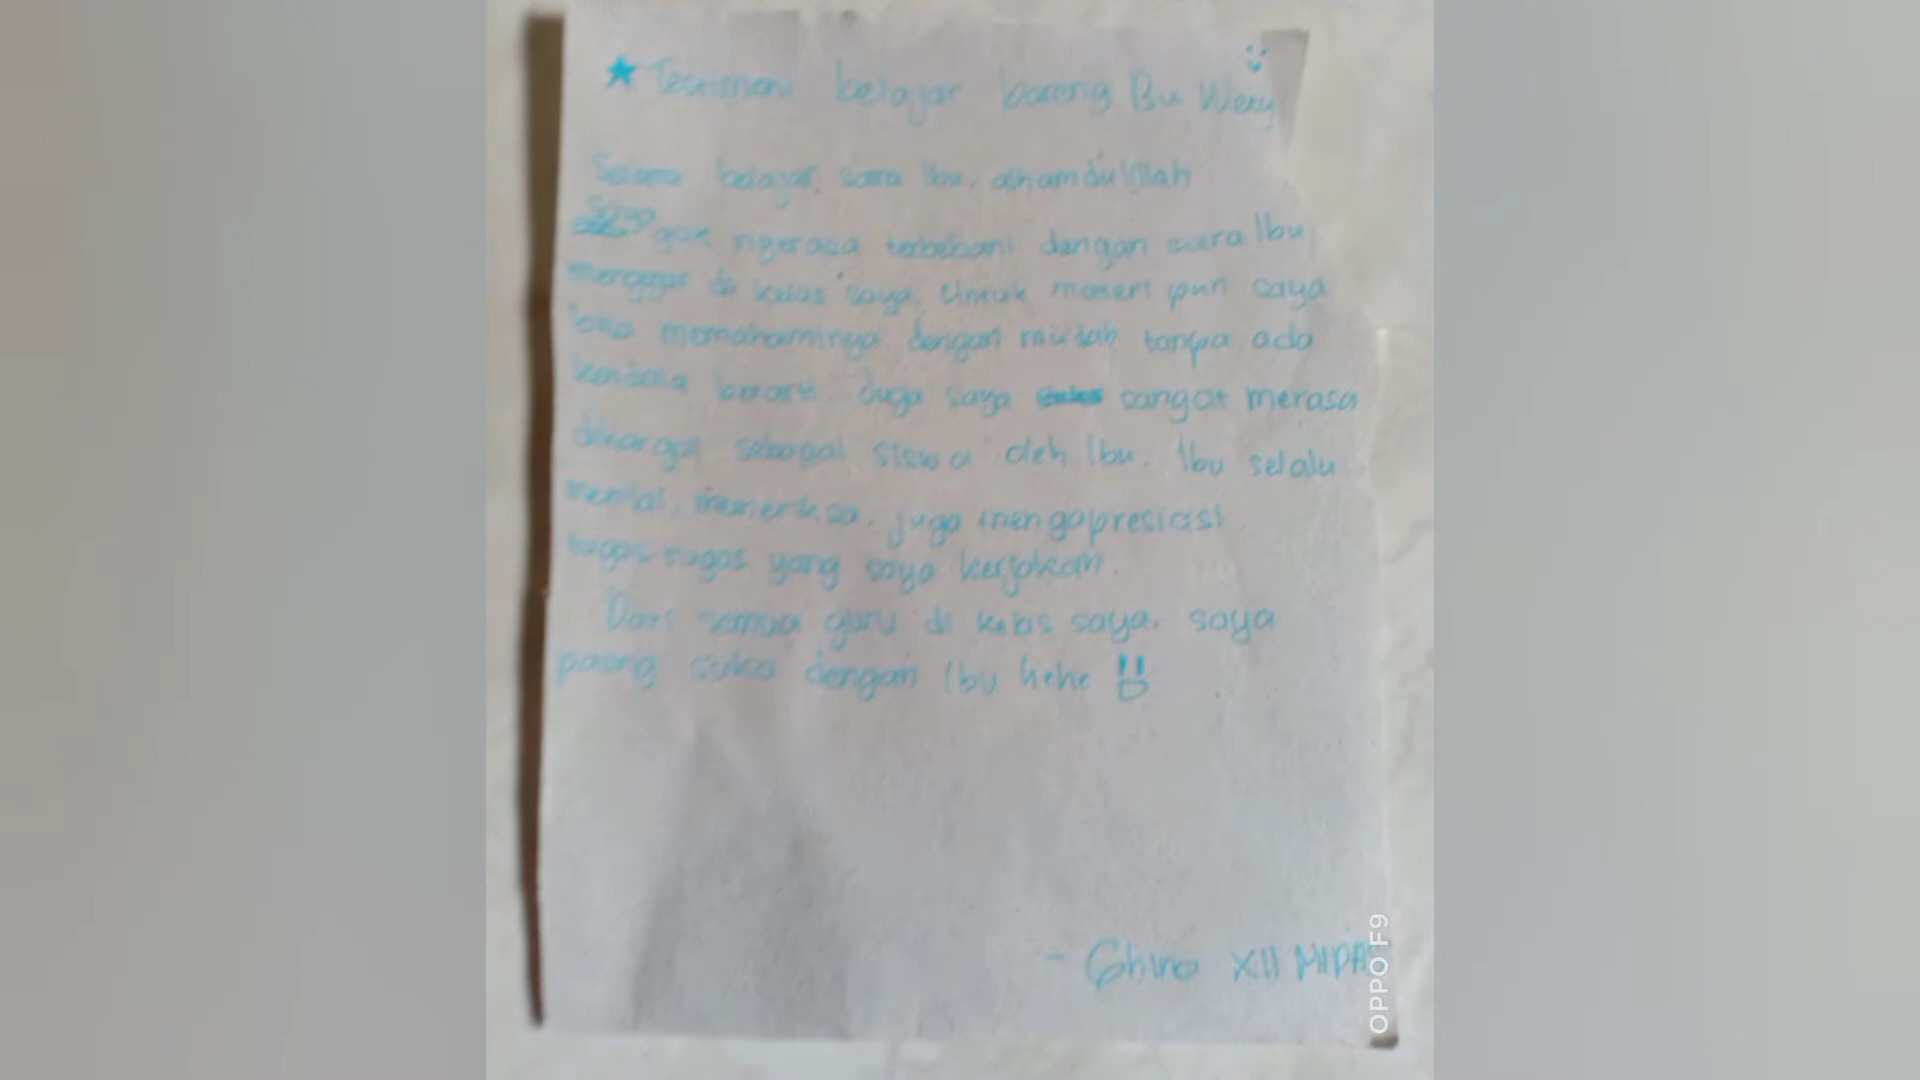 ★ Testimoni belajar bareng Bu Weny
Selama belajar sama Ibu, alhamdulillah
Saya gak ngerasa terbebani dengan cara Ibu
mengajar di kelas saya. Untuk materi pun saya
bisa memahaminya dengan mudah tanpa ada
kendala berarti. Juga saya sangat merasa
dihargai sebagai siswa oleh Ibu. Ibu selalu
menilai, memeriksa, juga mengapresiasi
tugas-tugas yang saya kerjakan.
Dari semua guru di kelas saya, saya
paling suka dengan Ibu hehe
- Ghina XII MIPA
OPPO F9